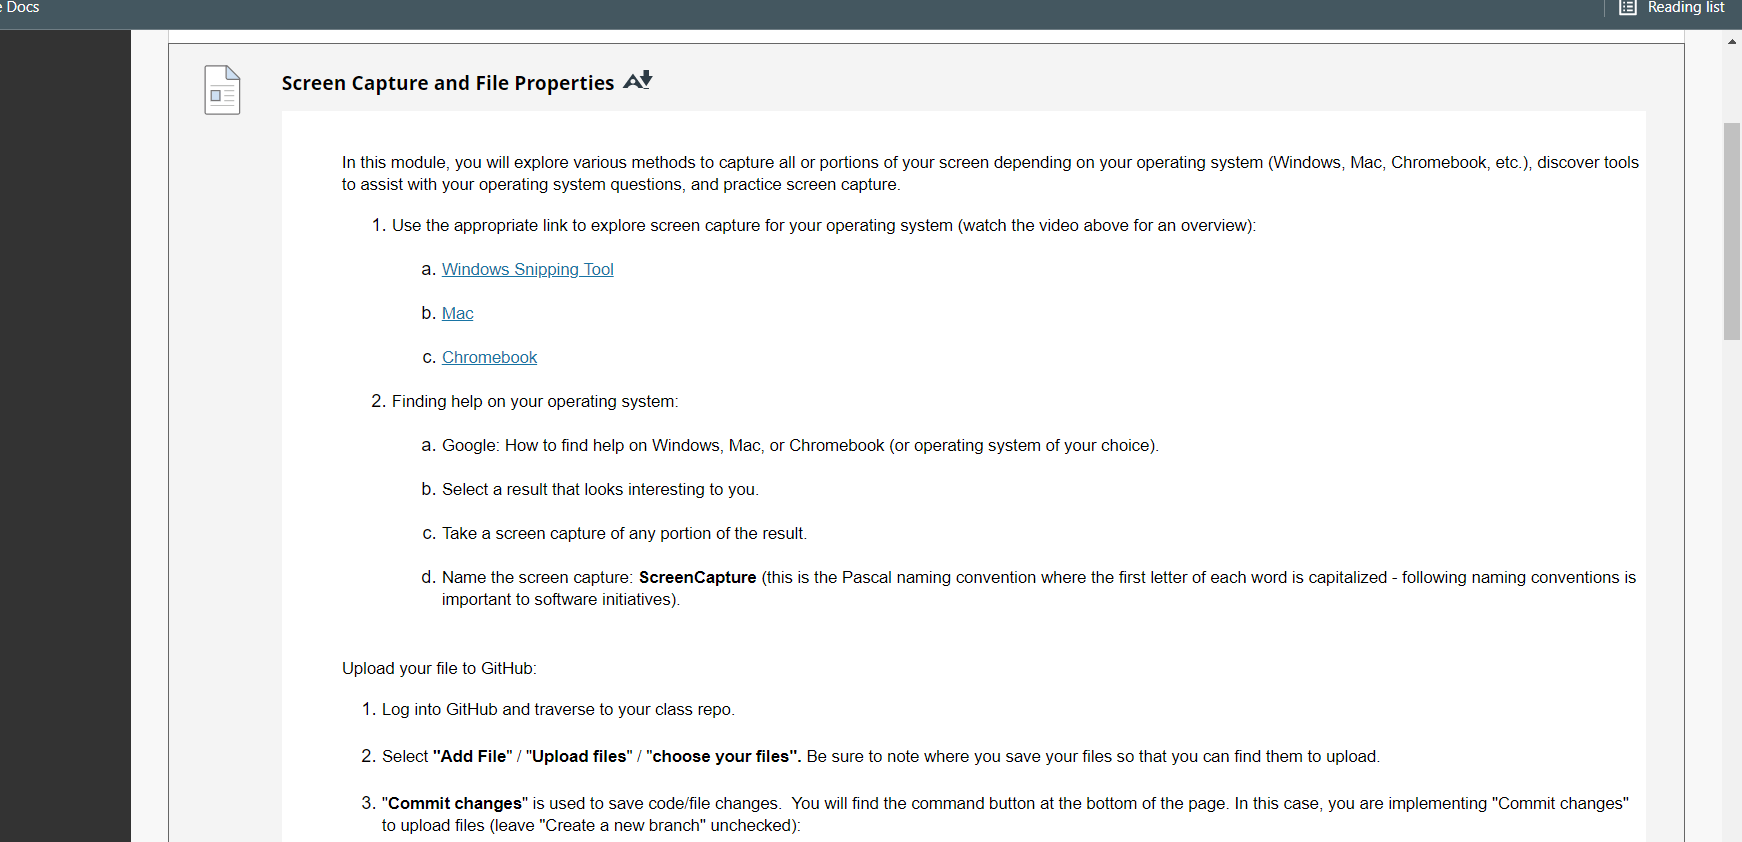 Docs
Reading list
Screen Capture and File Properties
In this module, you will explore various methods to capture all or portions of your screen depending on your operating system (Windows, Mac, Chromebook, etc.), discover tools
to assist with your operating system questions, and practice screen capture.
1. Use the appropriate link to explore screen capture for your operating system (watch the video above for an overview):
a. Windows Snipping Tool
b. Mac
c. Chromebook
2. Finding help on your operating system:
a. Google: How to find help on Windows, Mac, or Chromebook (or operating system of your choice).
b. Select a result that looks interesting to you.
c. Take a screen capture of any portion of the result.
d. Name the screen capture: ScreenCapture (this is the Pascal naming convention where the first letter of each word is capitalized - following naming conventions is
important to software initiatives).
Upload your file to GitHub:
1. Log into GitHub and traverse to your class repo.
2. Select "Add File" / "Upload files" / "choose your files". Be sure to note where you save your files so that you can find them to upload.
3. "Commit changes" is used to save code/file changes.  You will find the command button at the bottom of the page. In this case, you are implementing "Commit changes"
to upload files (leave "Create a new branch" unchecked):